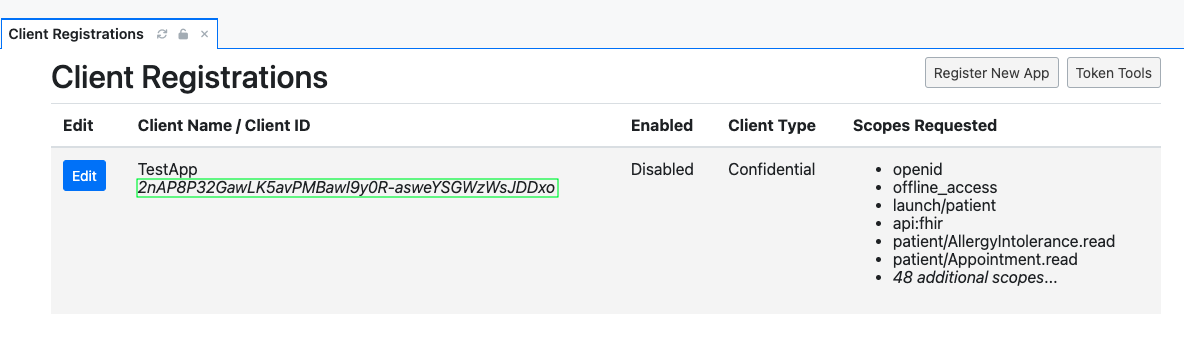 Client Registrations
Client Registrations
Register New App
Token Tools
Edit
Client Name / Client ID
Enabled
Client Type
Scopes Requested
Edit
TestApp
2nAP8P32GawLK5avPMBawI9y0R-asweYSGWzWsJDDxo
Disabled
Confidential
openid
offline_access
launch/patient
api:fhir
patient/AllergyIntolerance.read
patient/Appointment.read
48 additional scopes...